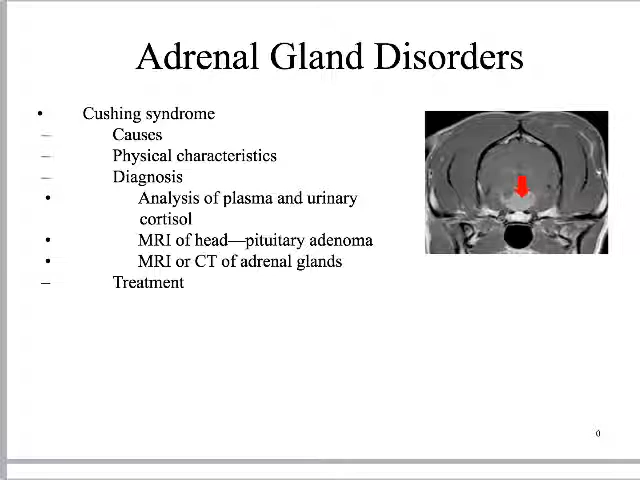 Adrenal Gland Disorders
• Cushing syndrome
– Causes
– Physical characteristics
– Diagnosis
• Analysis of plasma and urinary
cortisol
• MRI of head—pituitary adenoma
• MRI or CT of adrenal glands
– Treatment
0